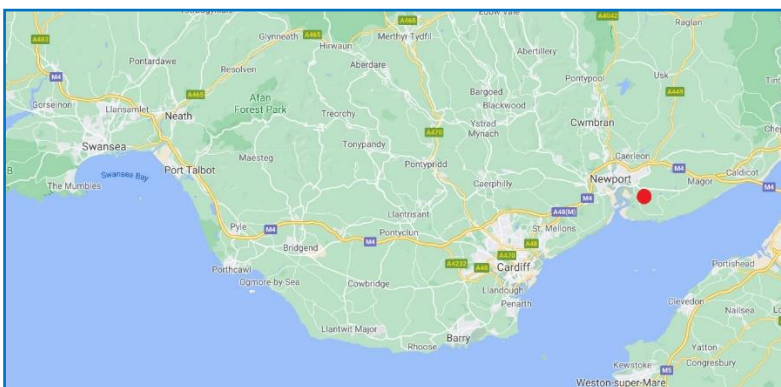 A4042
A465
Raglan
A483
Glynneath
A465
Hirwaun
Merthyr Tydfil
Abertillery
Pontardawe
Resolven
Aberdare
Usk
M4
Pontypool
Bargoed
A465
Afan
Forest Park
Blackwood
A449
Gorseinon
Llansamlet
Neath
Treorchy
Ystrad
Mynach
Cwmbran
A470
Swansea
Tonypandy
Caerleon
Maesteg
Pontypridd
M4
Port Talbot
Newport
Caldicot
Swansea Bay
Caerphilly
Magor
M4
The Mumbles
M4
Llantrisant
A48(M)
Pyle
M4
St. Mellons
Pontyclun
M4
Bridgend
M4
A48
Portishead
A470
Porthcawl
A4232
Cardiff
A48
Ogmore-by-Sea
Cowbridge
Llandough
Clevedon
Penarth
Nailsea
Llantwit Major
Barry
Rhoose
Yatton
Kewstoke
Congresbury
M5
Weston-super-Mare